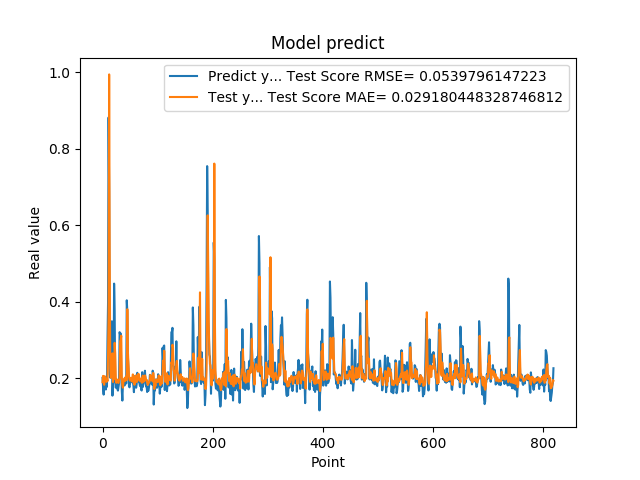 Model predict
Predict y... Test Score RMSE= 0.0539796147223
Test y... Test Score MAE= 0.029180448328746812
Real value
1.0
0.8
0.6
0.4
0.2
0
200
400
600
800
Point